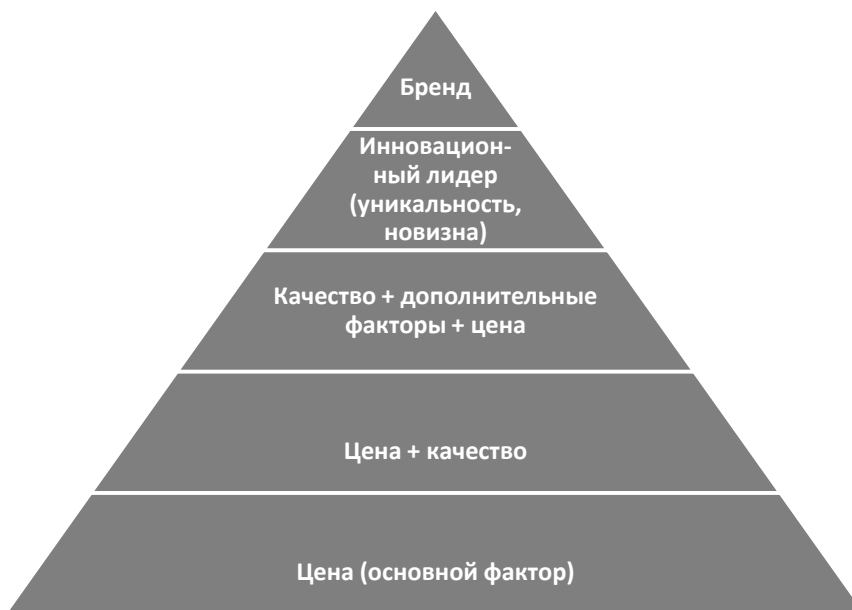 Бренд
Инновацион-
ный лидер
(уникальность,
новизна)
Качество + дополнительные
факторы + цена
Цена + качество
Цена (основной фактор)